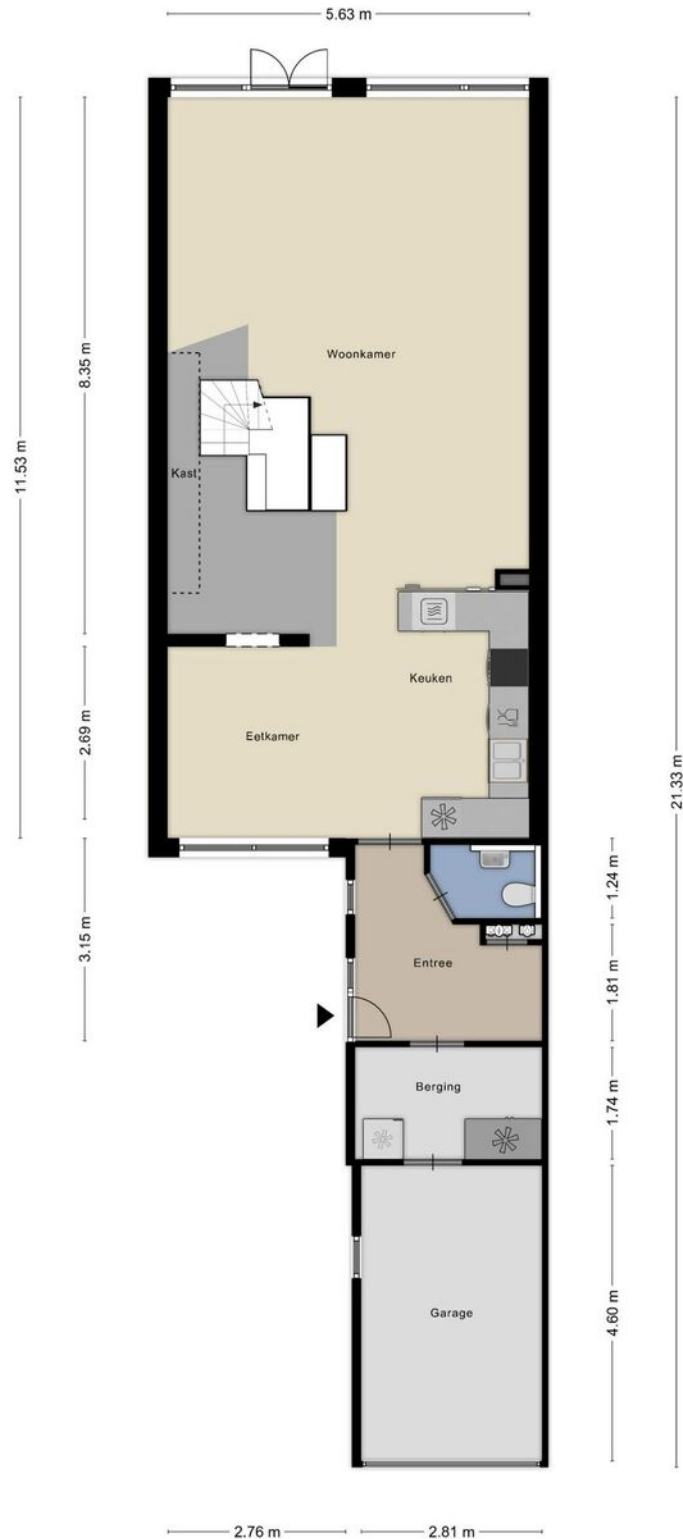 5.63 m
8.35 m
11.53 m
Woonkamer
Kast
Keuken
Eetkamer
2.69 m
21.33 m
1.24 m
3.15 m
Entree
1.81 m
Berging
1.74 m
Garage
4.60 m
2.76 m
2.81 m